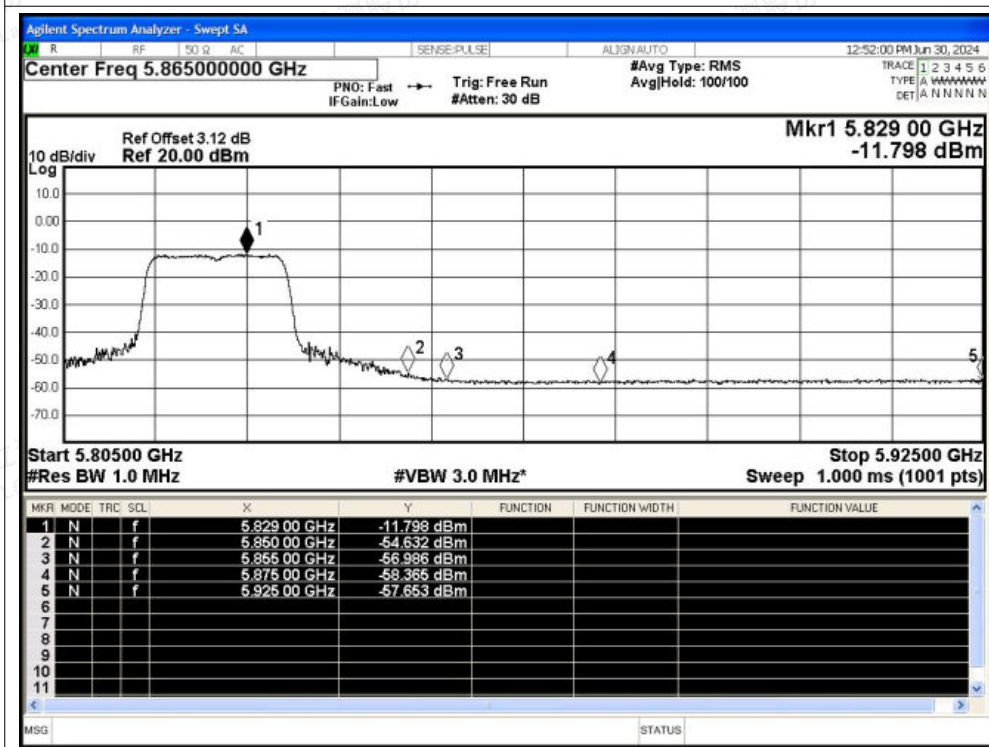 Agilent Spectrum Analyzer - Swept SA
LXI R RF 50 Ω AC SENSE:PULSE ALIGN AUTO 12:52:00 PM Jun 30, 2024
Center Freq 5.865000000 GHz
PNO: Fast
IFGain:Low
Trig: Free Run
#Atten: 30 dB
#Avg Type: RMS
Avg|Hold: 100/100
TRACE 1 2 3 4 5 6
TYPE A WWWWW
DET A N N N N N
Mkr1 5.829 00 GHz
-11.798 dBm
Ref Offset 3.12 dB
10 dB/div Ref 20.00 dBm
Log
10.0
0.00
-10.0
-20.0
-30.0
-40.0
-50.0
-60.0
-70.0
1
2
3
4
5
Start 5.80500 GHz Stop 5.92500 GHz
#Res BW 1.0 MHz #VBW 3.0 MHz* Sweep 1.000 ms (1001 pts)
MKR MODE TRC SCL X Y FUNCTION FUNCTION WIDTH FUNCTION VALUE
1 N f 5.829 00 GHz -11.798 dBm
2 N f 5.850 00 GHz -54.632 dBm
3 N f 5.855 00 GHz -56.986 dBm
4 N f 5.875 00 GHz -58.365 dBm
5 N f 5.925 00 GHz -57.653 dBm
6
7
8
9
10
11
MSG STATUS